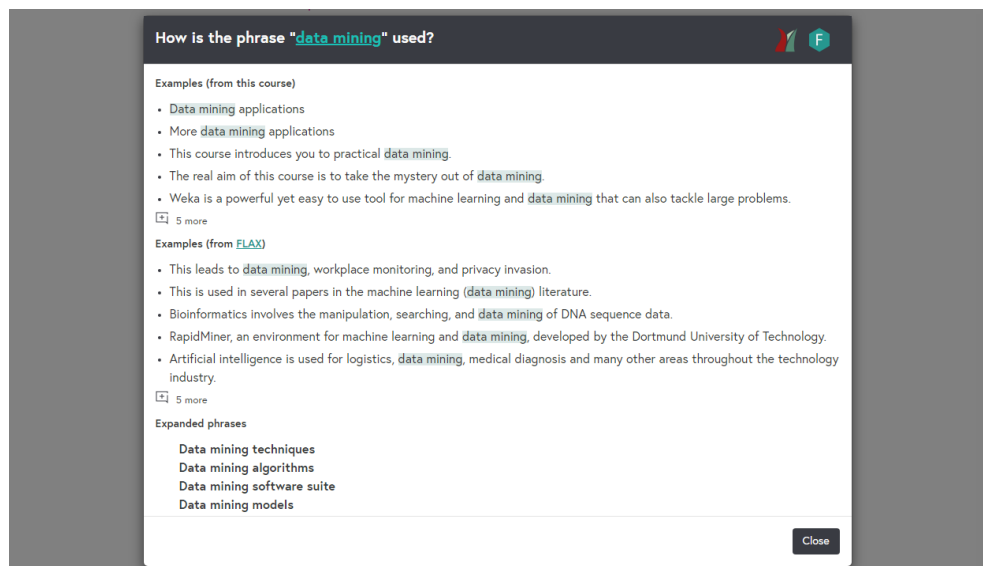 How is the phrase "data mining" used?
F
Examples (from this course)
• Data mining applications
• More data mining applications
• This course introduces you to practical data mining.
• The real aim of this course is to take the mystery out of data mining.
• Weka is a powerful yet easy to use tool for machine learning and data mining that can also tackle large problems.
5 more
Examples (from FLAX)
• This leads to data mining, workplace monitoring, and privacy invasion.
• This is used in several papers in the machine learning (data mining) literature.
• Bioinformatics involves the manipulation, searching, and data mining of DNA sequence data.
• RapidMiner, an environment for machine learning and data mining, developed by the Dortmund University of Technology.
• Artificial intelligence is used for logistics, data mining, medical diagnosis and many other areas throughout the technology
industry.
5 more
Expanded phrases
Data mining techniques
Data mining algorithms
Data mining software suite
Data mining models
Close